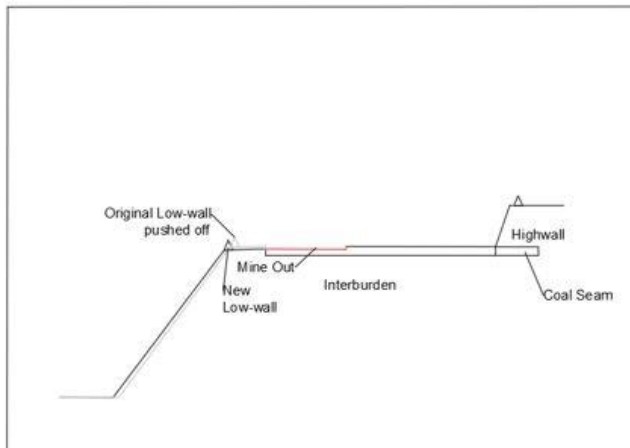 Original Low-wall
pushed off
Highwall
Mine Out
Interburden
New
Low-wall
Coal Seam